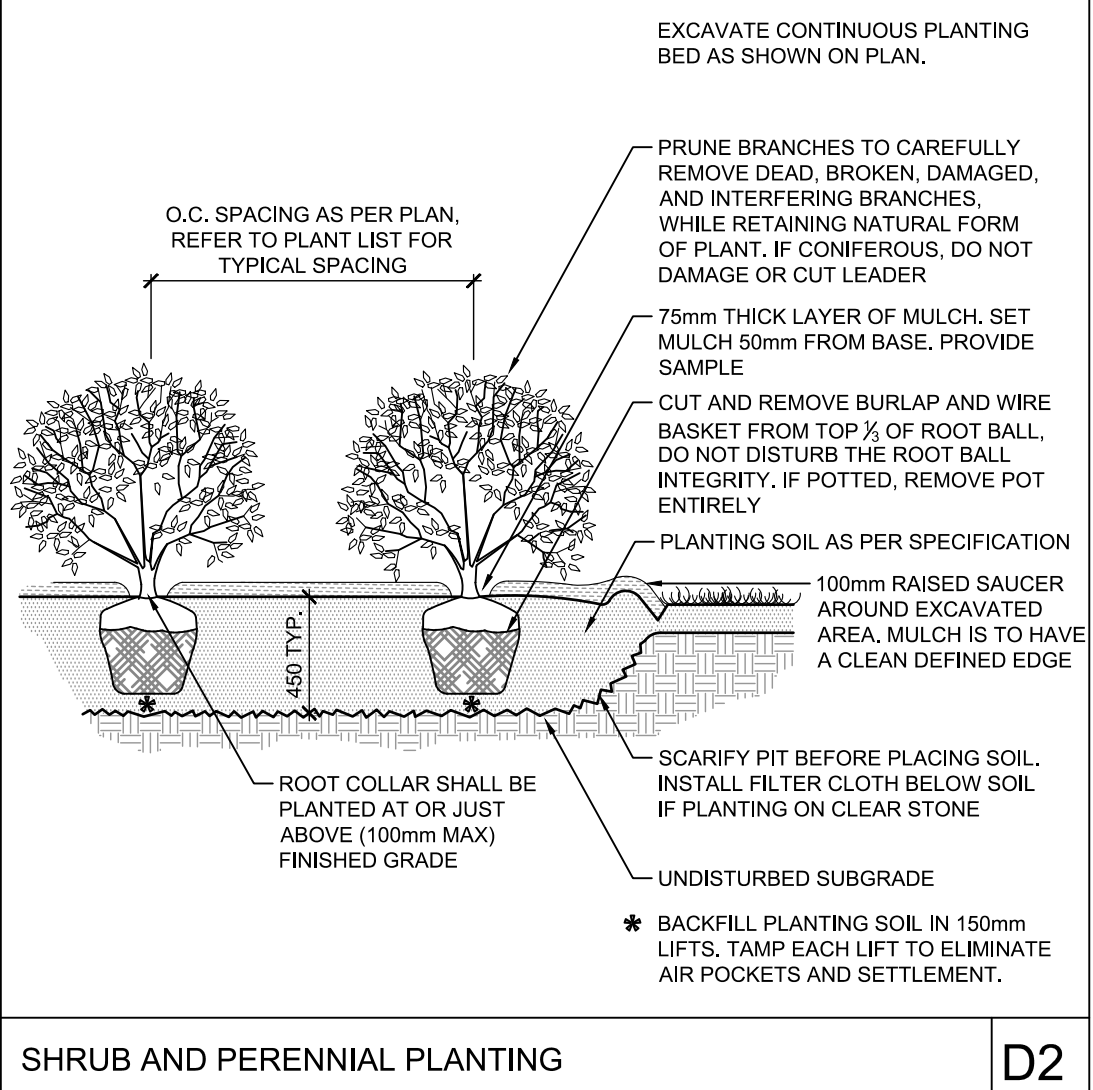 EXCAVATE CONTINUOUS PLANTING
BED AS SHOWN ON PLAN.
O.C. SPACING AS PER PLAN,
REFER TO PLANT LIST FOR
TYPICAL SPACING
PRUNE BRANCHES TO CAREFULLY
REMOVE DEAD, BROKEN, DAMAGED,
AND INTERFERING BRANCHES,
WHILE RETAINING NATURAL FORM
OF PLANT. IF CONIFEROUS, DO NOT
DAMAGE OR CUT LEADER
75mm THICK LAYER OF MULCH. SET
MULCH 50mm FROM BASE. PROVIDE
SAMPLE
CUT AND REMOVE BURLAP AND WIRE
BASKET FROM TOP ⅓ OF ROOT BALL,
DO NOT DISTURB THE ROOT BALL
INTEGRITY. IF POTTED, REMOVE POT
ENTIRELY
PLANTING SOIL AS PER SPECIFICATION
100mm RAISED SAUCER
AROUND EXCAVATED
AREA. MULCH IS TO HAVE
A CLEAN DEFINED EDGE
450 TYP.
ROOT COLLAR SHALL BE
PLANTED AT OR JUST
ABOVE (100mm MAX)
FINISHED GRADE
SCARIFY PIT BEFORE PLACING SOIL.
INSTALL FILTER CLOTH BELOW SOIL
IF PLANTING ON CLEAR STONE
UNDISTURBED SUBGRADE
* BACKFILL PLANTING SOIL IN 150mm
LIFTS. TAMP EACH LIFT TO ELIMINATE
AIR POCKETS AND SETTLEMENT.
SHRUB AND PERENNIAL PLANTING
D2